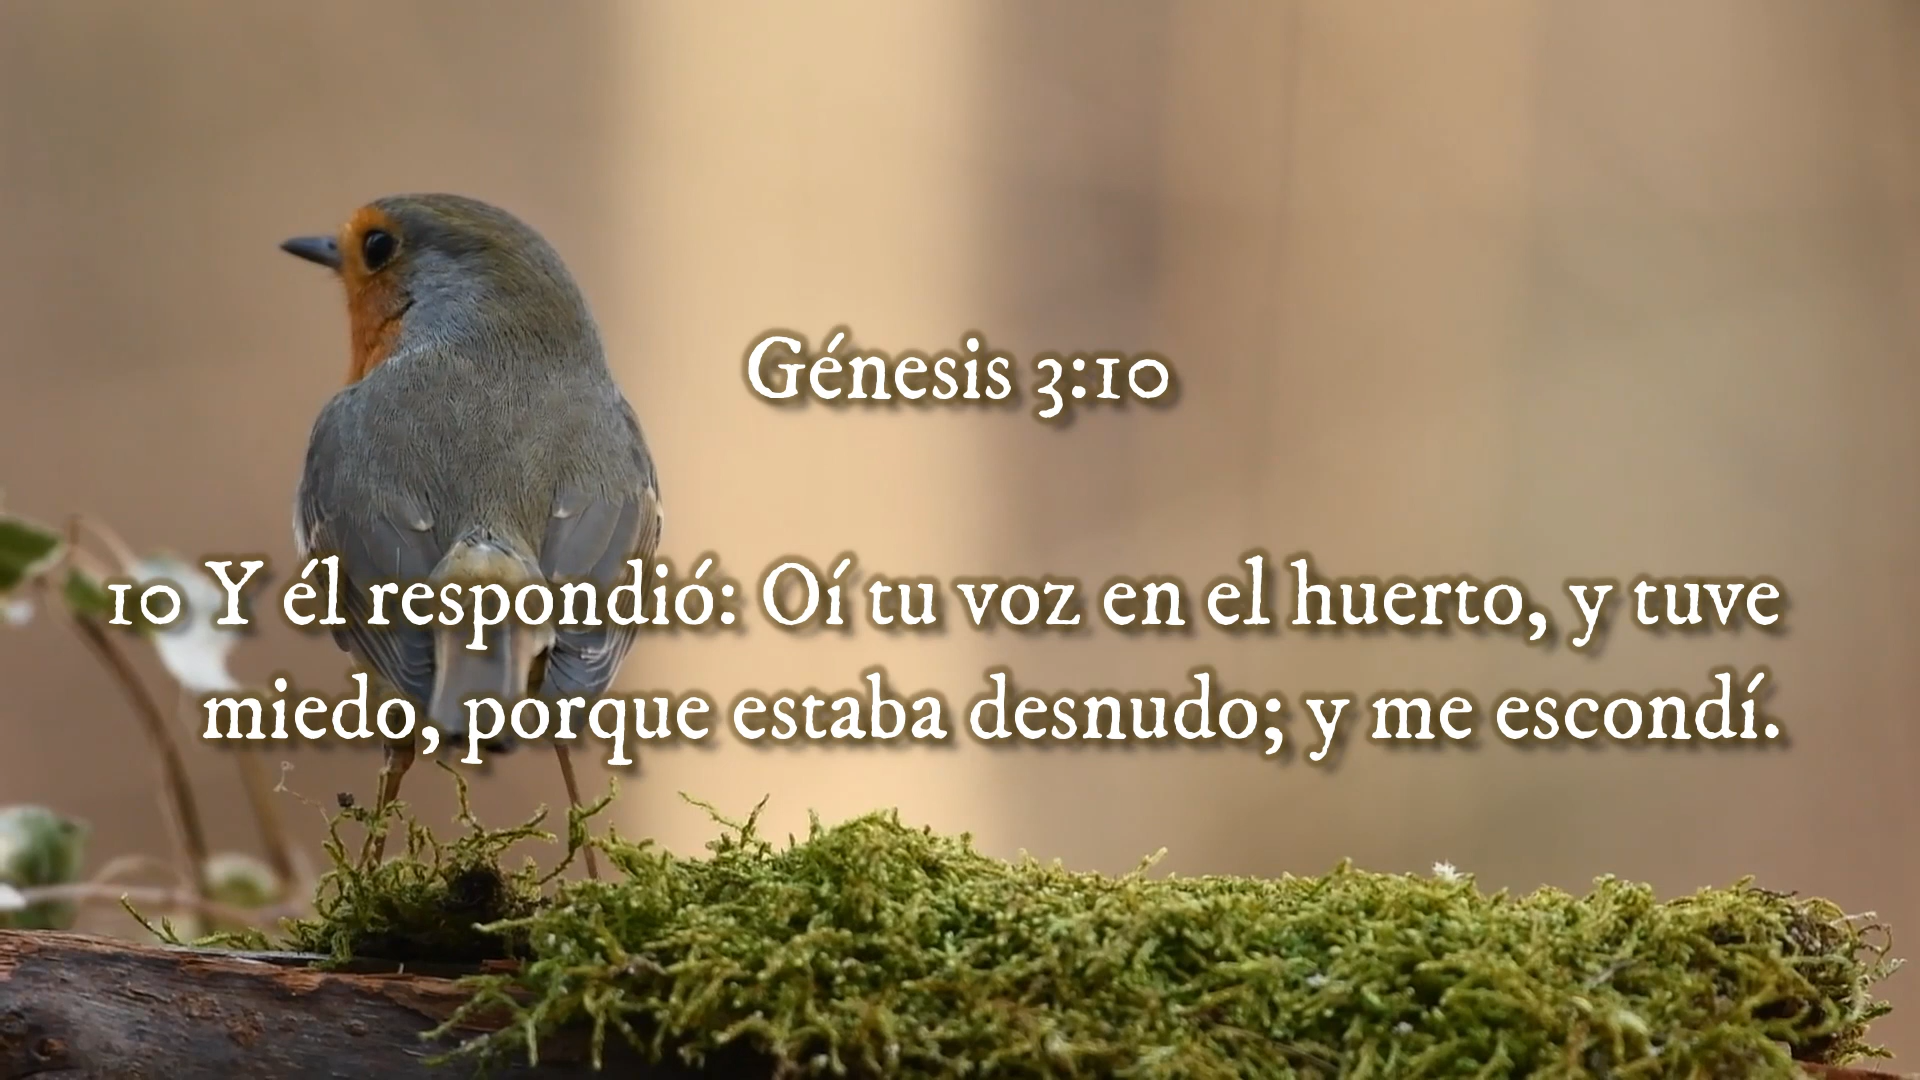 Génesis 3:10
10 Y él respondió: Oí tu voz en el huerto, y tuve
miedo, porque estaba desnudo; y me escondí.